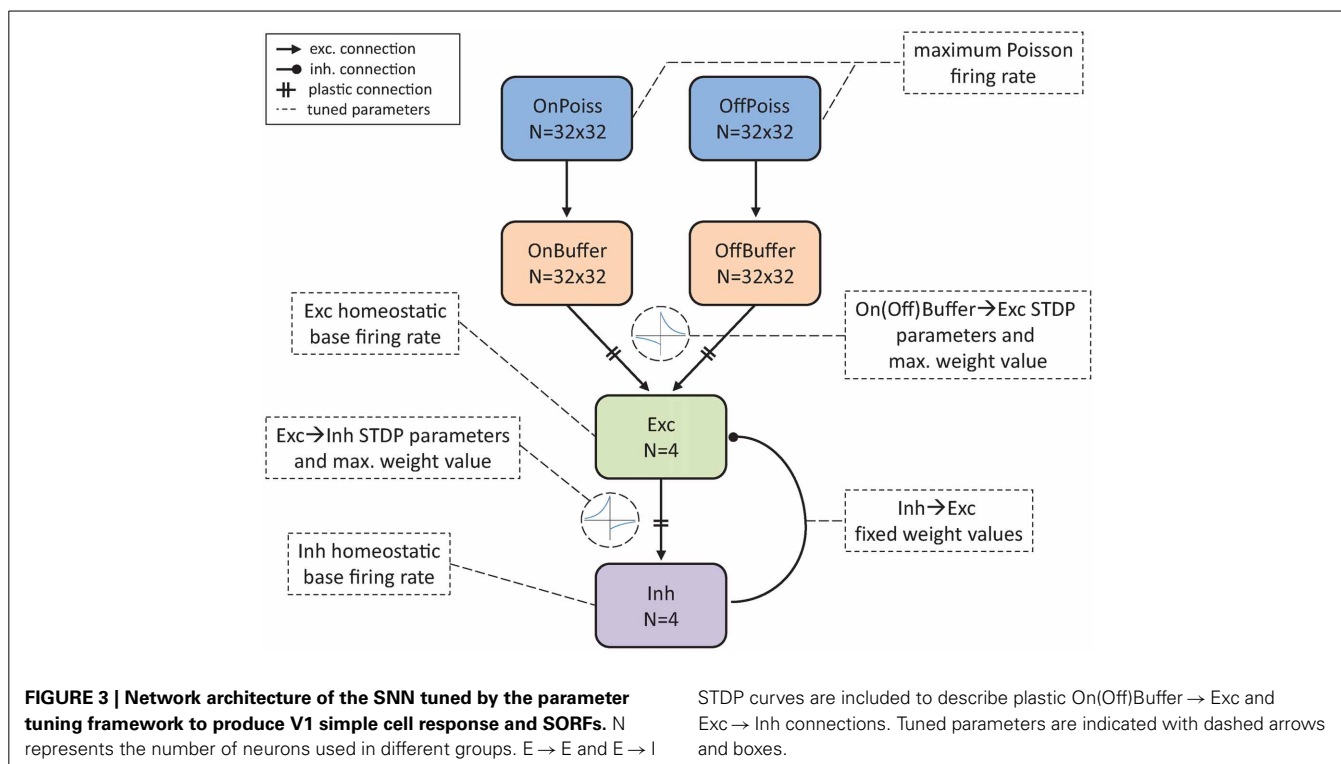 exc. connection
inh. connection
plastic connection
tuned parameters
maximum Poisson
firing rate
OnPoiss
N=32x32
OffPoiss
N=32x32
OnBuffer
N=32x32
OffBuffer
N=32x32
Exc homeostatic
base firing rate
On(Off)Buffer→Exc STDP
parameters
and max.
weight value
Exc
N=4
Exc→Inh STDP parameters
and max. weight value
Inh→Exc
fixed weight values
Inh homeostatic
base firing rate
Inh
N=4
FIGURE 3 | Network architecture of the SNN tuned by the parameter
tuning framework to produce V1 simple cell response and SORFs. N
represents the number of neurons used in different groups. E → E and E → I
STDP curves are included to describe plastic On(Off)Buffer → Exc and
Exc → Inh connections. Tuned parameters are indicated with dashed arrows
and boxes.